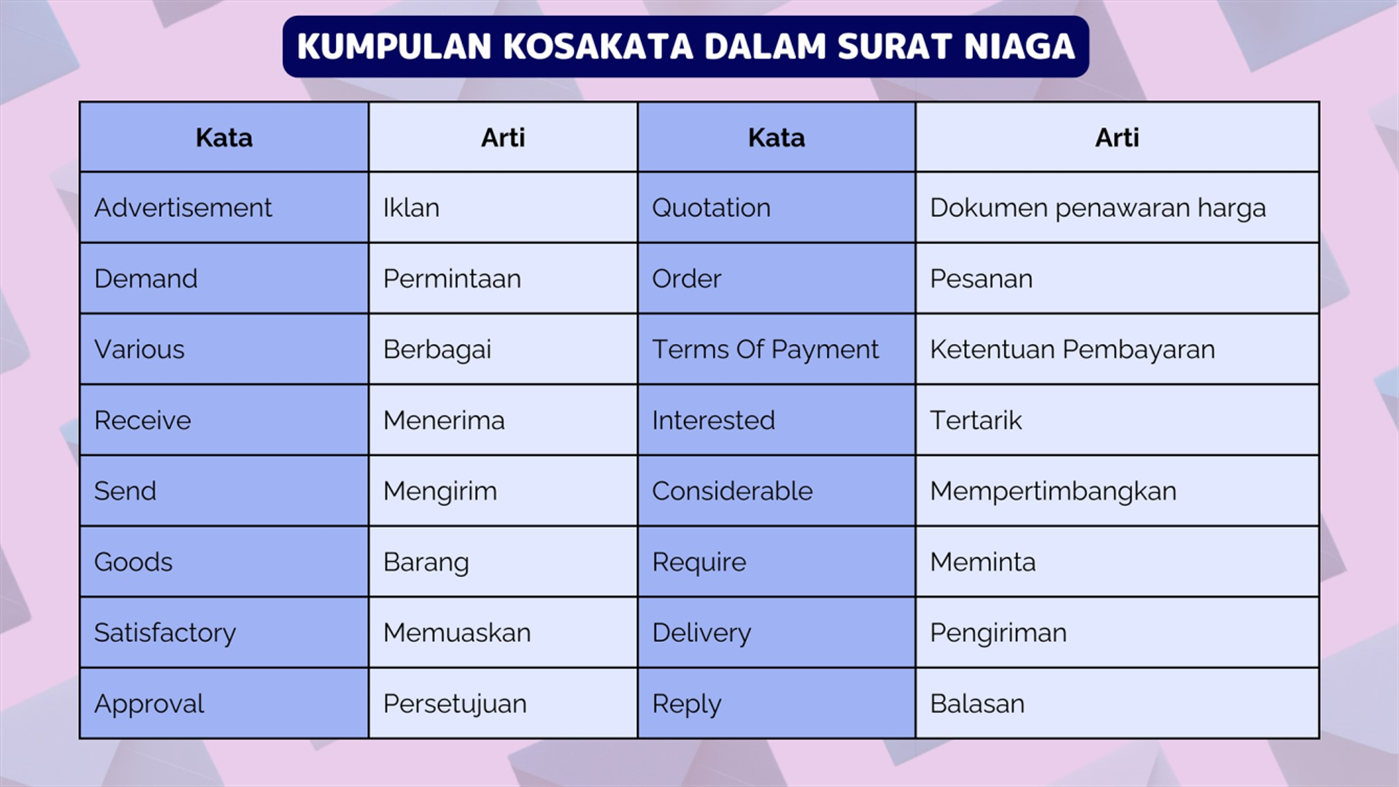 KUMPULAN KOSAKATA DALAM SURAT NIAGA
Kata Arti Kata Arti
Advertisement Iklan Quotation Dokumen penawaran harga
Demand Permintaan Order Pesanan
Various Berbagai Terms Of Payment Ketentuan Pembayaran
Receive Menerima Interested Tertarik
Send Mengirim Considerable Mempertimbangkan
Goods Barang Require Meminta
Satisfactory Memuaskan Delivery Pengiriman
Approval Persetujuan Reply Balasan